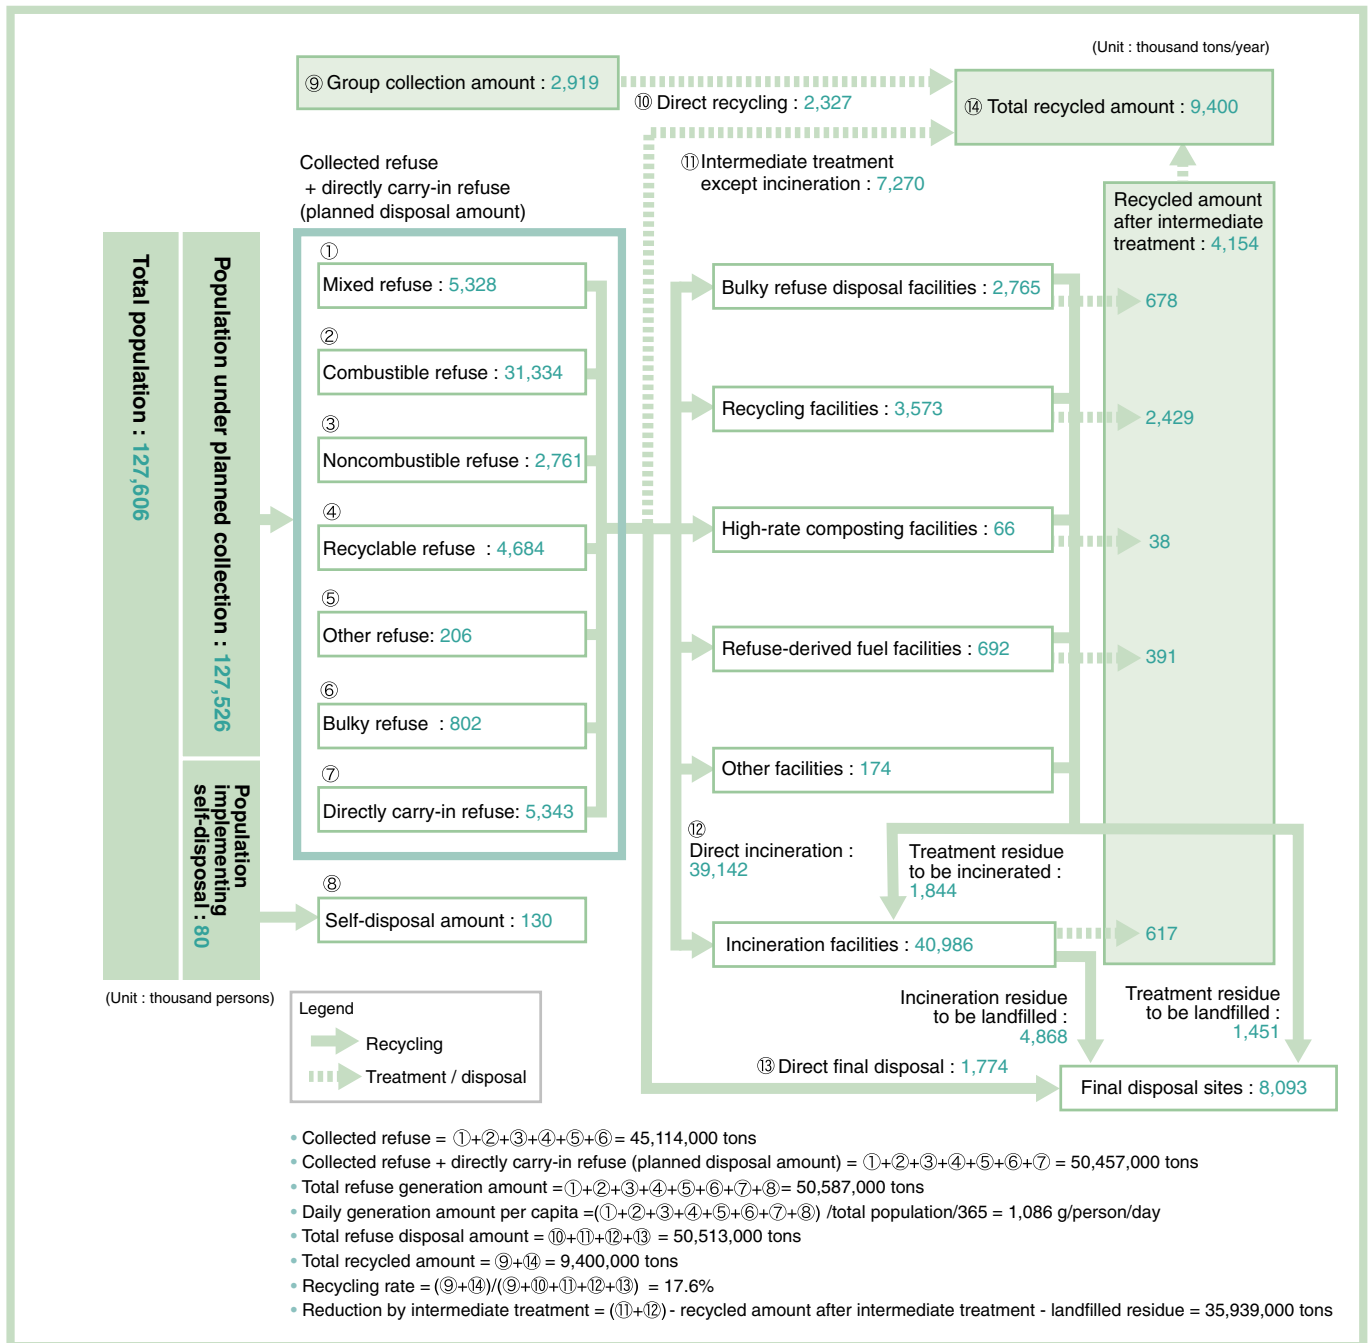 (Unit : thousand tons/year)
⑨ Group collection amount : 2,919
⑩ Direct recycling : 2,327
⑭ Total recycled amount : 9,400
Collected refuse
+ directly carry-in refuse
(planned disposal amount)
⑪ Intermediate treatment
except incineration : 7,270
Recycled amount
after intermediate
treatment : 4,154
Total population : 127,606
Population under planned collection : 127,526
Population
implementing
self-disposal : 80
(Unit : thousand persons)
①
Mixed refuse : 5,328
②
Combustible refuse : 31,334
③
Noncombustible refuse : 2,761
④
Recyclable refuse : 4,684
⑤
Other refuse: 206
⑥
Bulky refuse : 802
⑦
Directly carry-in refuse: 5,343
⑧
Self-disposal amount : 130
Bulky refuse disposal facilities : 2,765
678
Recycling facilities : 3,573
2,429
High-rate composting facilities : 66
38
Refuse-derived fuel facilities : 692
391
Other facilities : 174
⑫
Direct incineration :
39,142
Treatment residue
to be incinerated :
1,844
Incineration facilities : 40,986
617
Incineration residue
to be landfilled :
4,868
Treatment residue
to be landfilled :
1,451
⑬ Direct final disposal : 1,774
Final disposal sites : 8,093
Legend
Recycling
Treatment / disposal
• Collected refuse = ①+②+③+④+⑤+⑥= 45,114,000 tons
• Collected refuse + directly carry-in refuse (planned disposal amount) = ①+②+③+④+⑤+⑥+⑦ = 50,457,000 tons
• Total refuse generation amount =①+②+③+④+⑤+⑥+⑦+⑧= 50,587,000 tons
• Daily generation amount per capita =(①+②+③+④+⑤+⑥+⑦+⑧) /total population/365 = 1,086 g/person/day
• Total refuse disposal amount = ⑩+⑪+⑫+⑬ = 50,513,000 tons
• Total recycled amount = ⑨+⑭ = 9,400,000 tons
• Recycling rate = (⑨+⑭)/(⑨+⑩+⑪+⑫+⑬) = 17.6%
• Reduction by intermediate treatment = (⑪+⑫) - recycled amount after intermediate treatment - landfilled residue = 35,939,000 tons